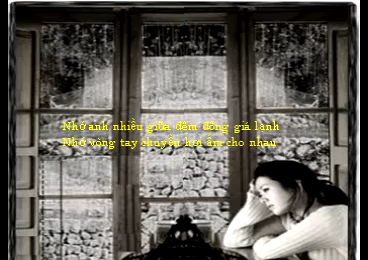 Nhớ anh nhiều giữa đêm đông giá lạnh
Nhớ vòng tay chuyền hơi ấm cho nhau